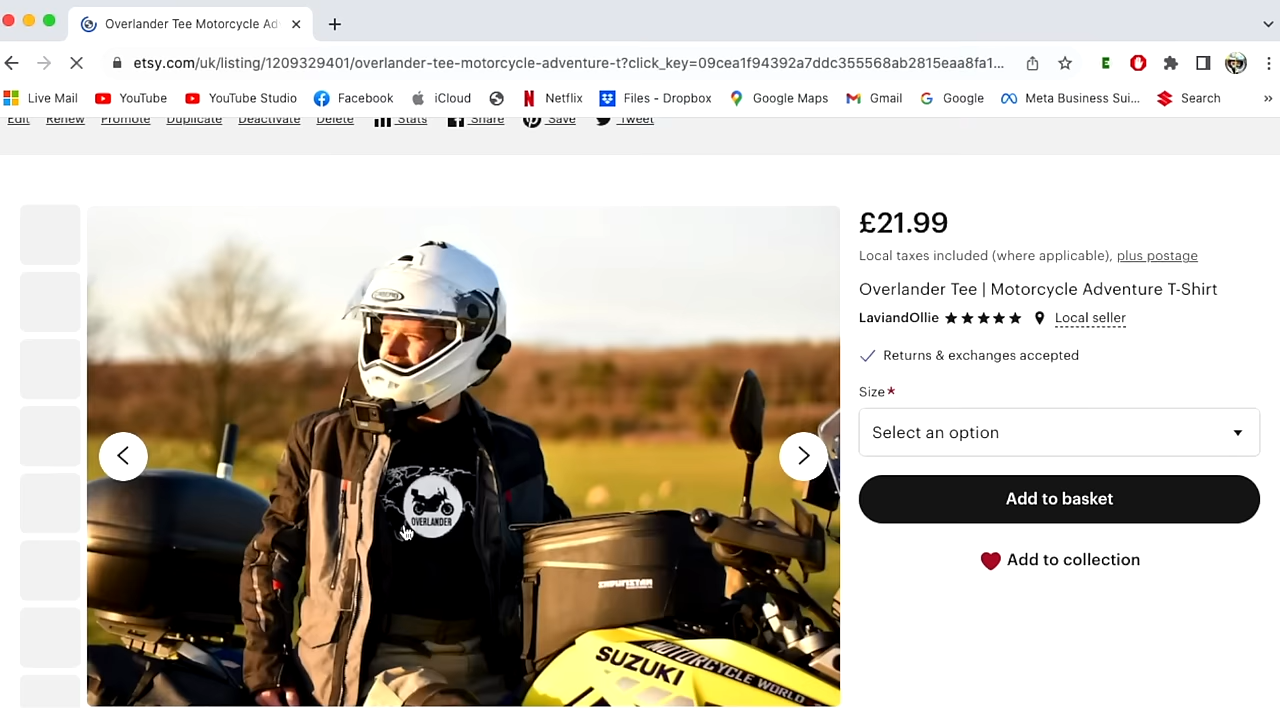 Overlander Tee Motorcycle Ad
etsy.com/uk/listing/1209329401/overlander-tee-motorcycle-adventure-t?click_key=09cea1f94392a7ddc355568ab2815eaa8fa1...
Live Mail YouTube YouTube Studio Facebook iCloud Netflix Files - Dropbox Google Maps Gmail Google Meta Business Sui... Search »
Edit Renew Promote Duplicate Deactivate Delete Stats Share Save Tweet
£21.99
Local taxes included (where applicable), plus postage
Overlander Tee | Motorcycle Adventure T-Shirt
LaviandOllie Local seller
Returns & exchanges accepted
Size*
Select an option
Add to basket
Add to collection
OVERLANDER
ENDURISTAN
SUZUKI
MOTORCYCLE WORLD